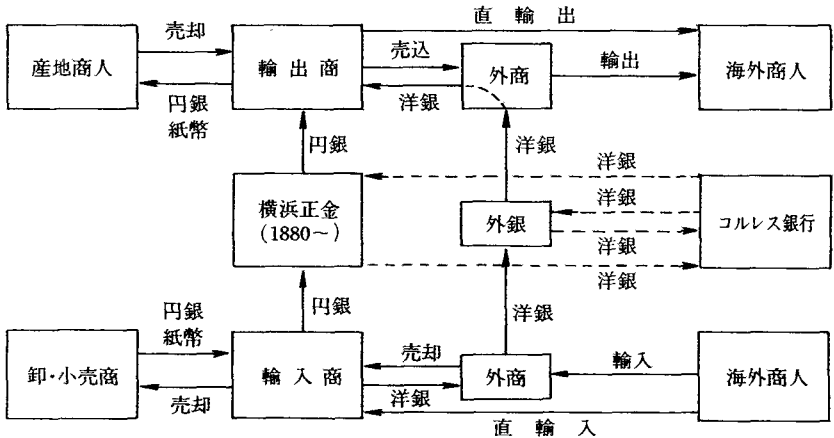 直輸出
売却
売込
輸出
産地商人
輸出商
外商
海外商人
円銀
紙幣
洋銀
円銀
洋銀
洋銀
横浜正金
(1880～)
外銀
洋銀
洋銀
コルレス銀行
洋銀
円銀
洋銀
円銀
紙幣
売却
輸入
卸・小売商
輸入商
外商
海外商人
売却
洋銀
直輸入